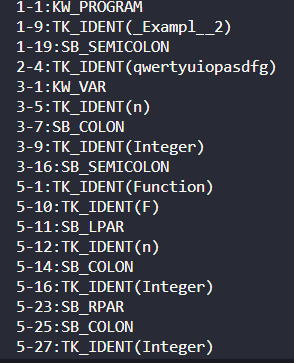 1-1:KW_PROGRAM
1-9:TK_IDENT(_Exampl__2)
1-19:SB_SEMICOLON
2-4:TK_IDENT(qwertyuiopasdfg)
3-1:KW_VAR
3-5:TK_IDENT(n)
3-7:SB_COLON
3-9:TK_IDENT(Integer)
3-16:SB_SEMICOLON
5-1:TK_IDENT(Function)
5-10:TK_IDENT(F)
5-11:SB_LPAR
5-12:TK_IDENT(n)
5-14:SB_COLON
5-16:TK_IDENT(Integer)
5-23:SB_RPAR
5-25:SB_COLON
5-27:TK_IDENT(Integer)